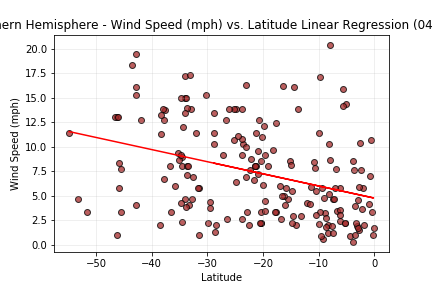 ern Hemisphere - Wind Speed (mph) vs. Latitude Linear Regression (04
20.0
17.5
15.0
12.5
10.0
7.5
5.0
2.5
0.0
Wind Speed (mph)
−50 −40 −30 −20 −10 0
Latitude